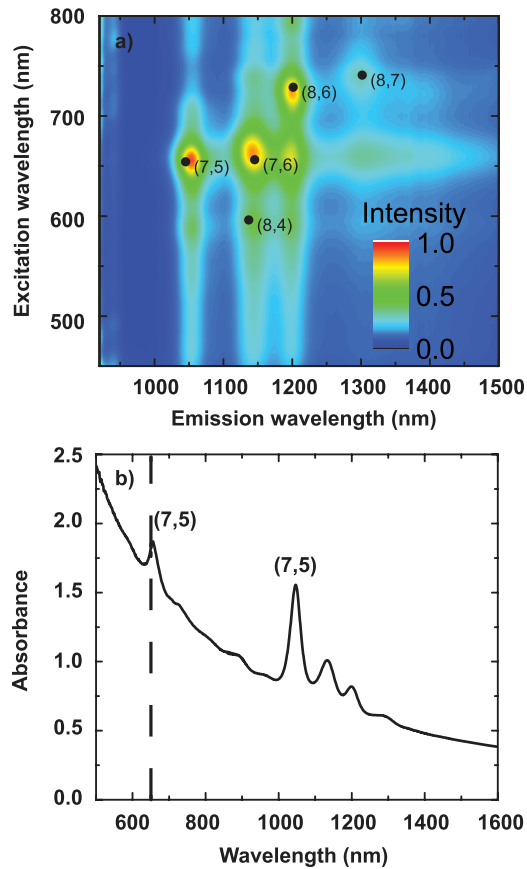 a)
Excitation wavelength (nm)
800
700
600
500
(8,6)
(8,7)
(7,5)
(7,6)
(8,4)
Intensity
1.0
0.5
0.0
1000 1100 1200 1300 1400 1500
Emission wavelength (nm)
b)
Absorbance
2.5
2.0
1.5
1.0
0.5
0.0
(7,5)
(7,5)
600 800 1000 1200 1400 1600
Wavelength (nm)